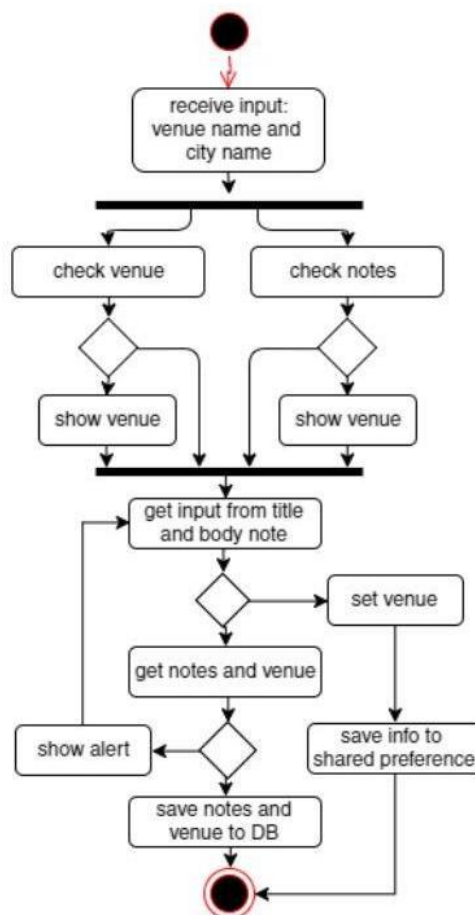 receive input:
venue name and
city name
check venue
check notes
show venue
show venue
get input from title
and body note
set venue
get notes and venue
show alert
save info to
shared preference
save notes and
venue to DB